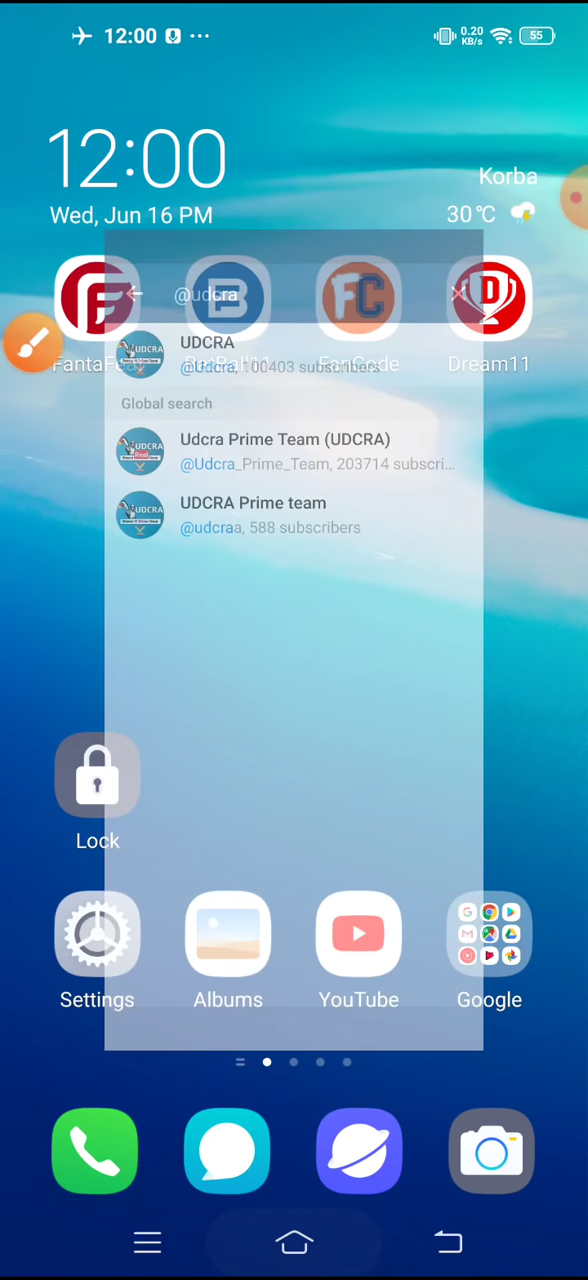 12:00
0.20
KB/s
55
12:00
Korba
Wed, Jun 16 PM
30°C
@udcra
UDCRA
@Udcra, 100403 subscribers
FanCode
Dream11
Global search
Udcra Prime Team (UDCRA)
@Udcra_Prime_Team, 203714 subscri...
UDCRA Prime team
@udcraa, 588 subscribers
Lock
Settings
Albums
YouTube
Google